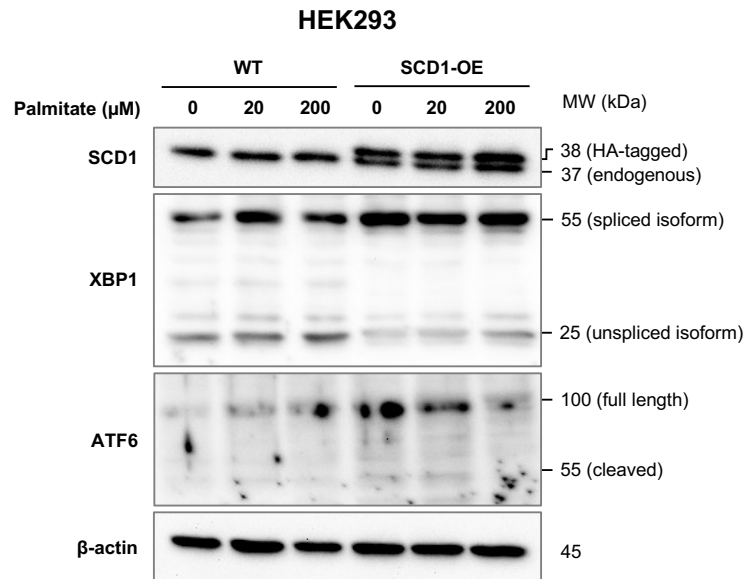 HEK293
WT SCD1-OE
Palmitate (µM) 0 20 200 0 20 200 MW (kDa)
SCD1 38 (HA-tagged)
37 (endogenous)
XBP1 55 (spliced isoform)
25 (unspliced isoform)
ATF6 100 (full length)
55 (cleaved)
β-actin 45